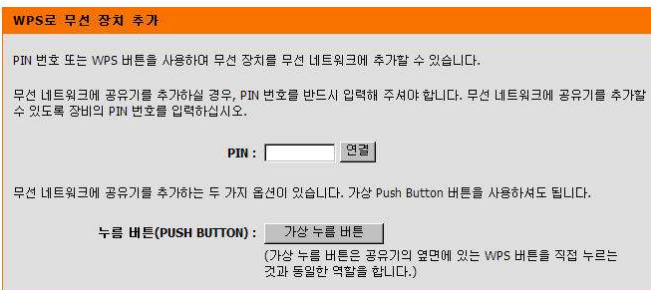 WPS로 무선 장치 추가
PIN 번호 또는 WPS 버튼을 사용하여 무선 장치를 무선 네트워크에 추가할 수 있습니다.
무선 네트워크에 공유기를 추가하실 경우, PIN 번호를 반드시 입력해 주셔야 합니다. 무선 네트워크에 공유기를 추가할
수 있도록 장비의 PIN 번호를 입력하십시오.
PIN : 연결
무선 네트워크에 공유기를 추가하는 두 가지 옵션이 있습니다. 가상 Push Button 버튼을 사용하셔도 됩니다.
누름 버튼(PUSH BUTTON) : 가상 누름 버튼
(가상 누름 버튼은 공유기의 옆면에 있는 WPS 버튼을 직접 누르는
것과 동일한 역할을 합니다.)